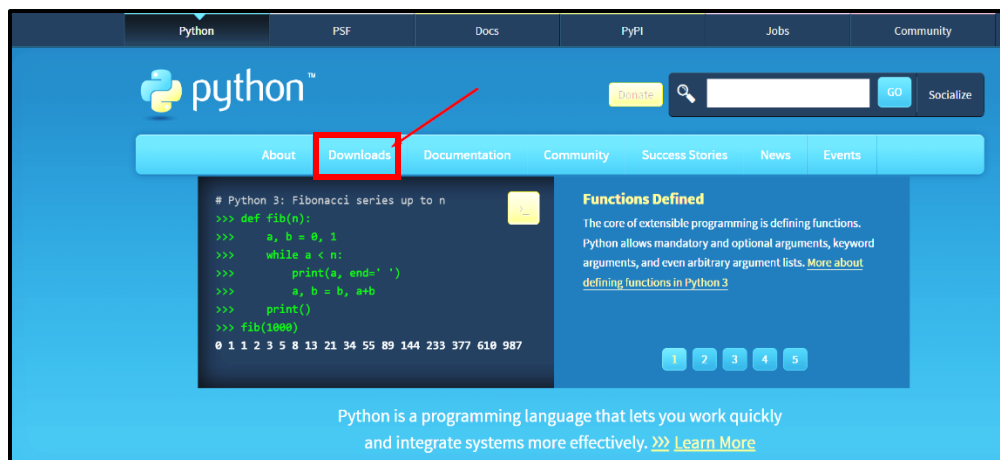 Python PSF Docs PyPI Jobs Community
python™
Donate GO Socialize
About Downloads Documentation Community Success Stories News Events
# Python 3: Fibonacci series up to n
>>> def fib(n):
>>>     a, b = 0, 1
>>>     while a < n:
>>>         print(a, end=' ')
>>>         a, b = b, a+b
>>>     print()
>>> fib(1000)
0 1 1 2 3 5 8 13 21 34 55 89 144 233 377 610 987
>_
Functions Defined
The core of extensible programming is defining functions.
Python allows mandatory and optional arguments, keyword
arguments, and even arbitrary argument lists. More about
defining functions in Python 3
1 2 3 4 5
Python is a programming language that lets you work quickly
and integrate systems more effectively. >>> Learn More